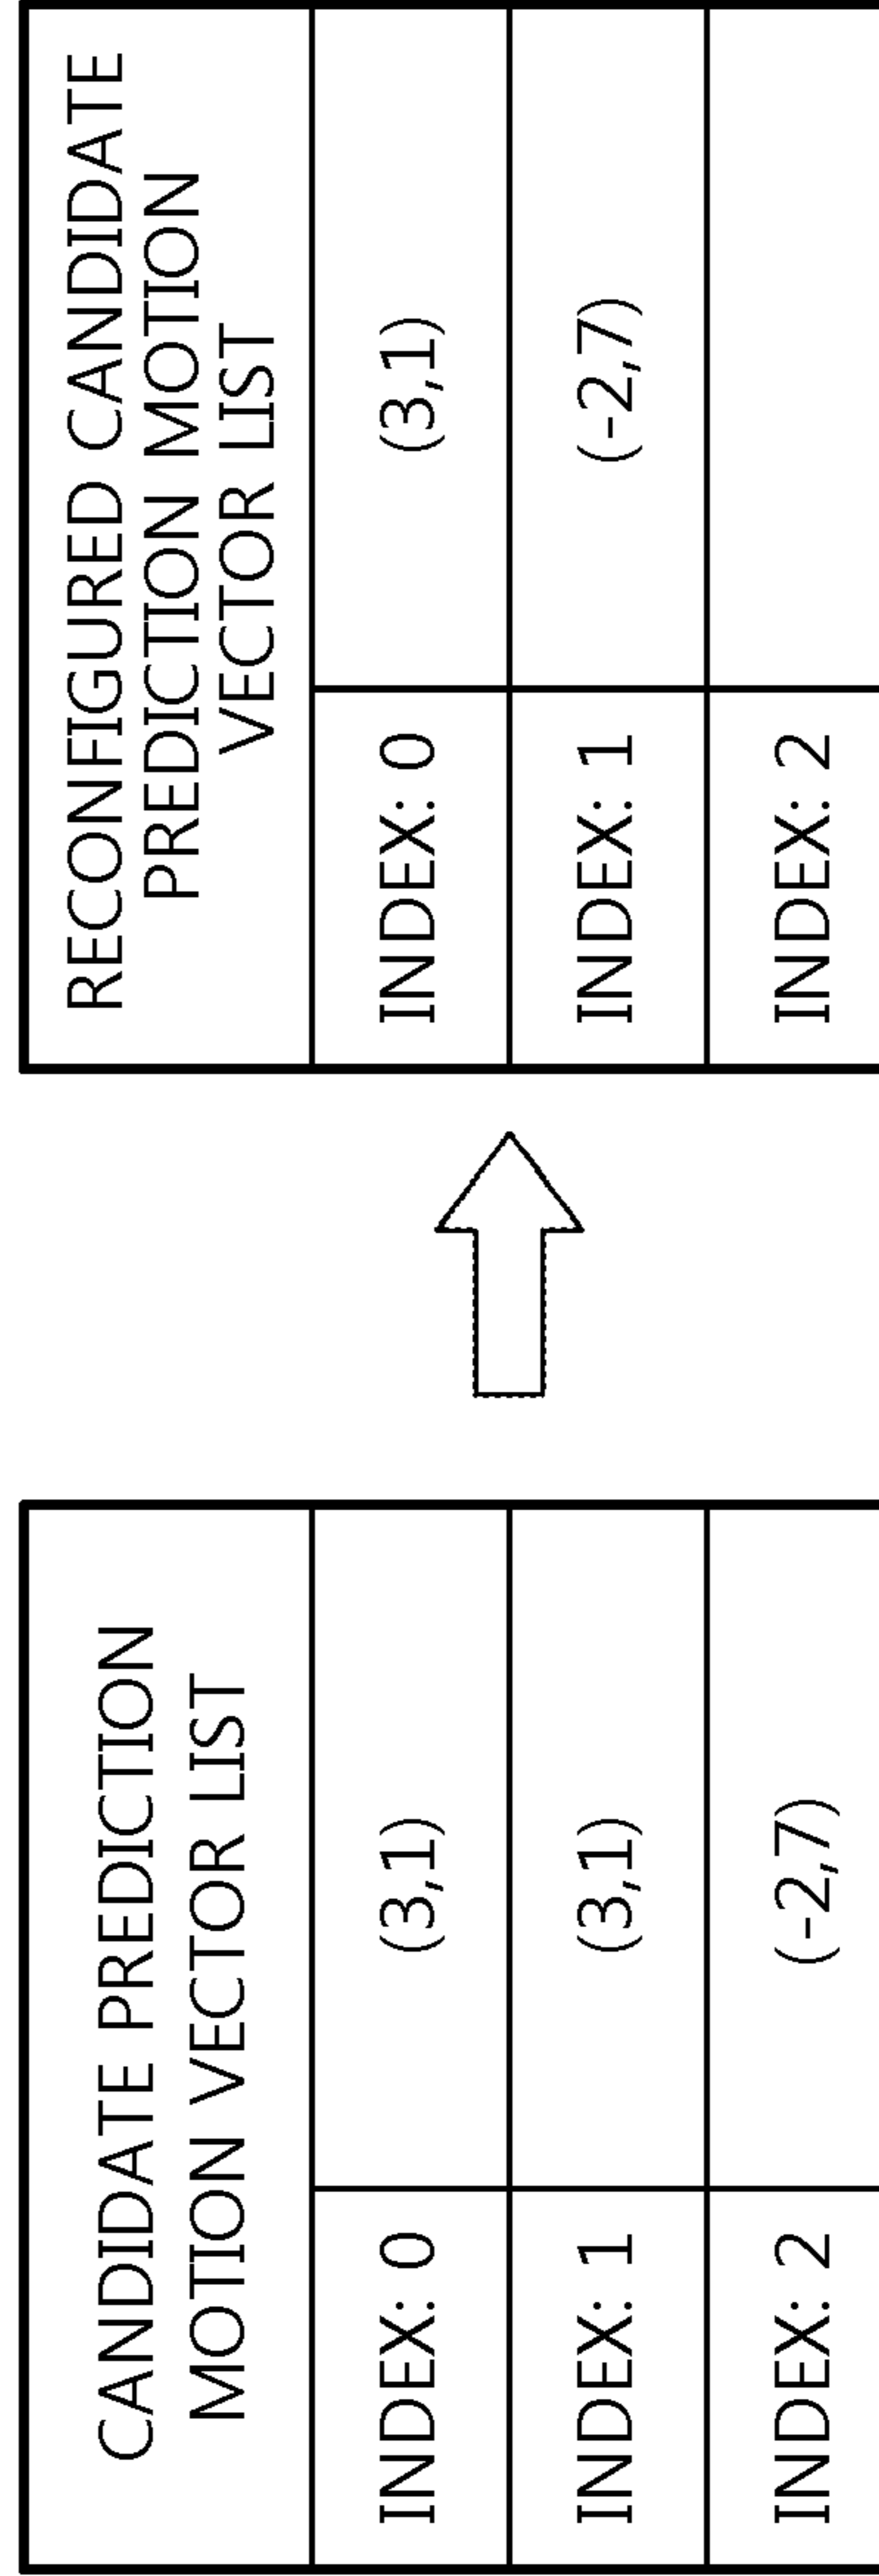 CANDIDATE PREDICTION
MOTION VECTOR LIST
INDEX: 0 (3,1)
INDEX: 1 (3,1)
INDEX: 2 (-2,7)
RECONFIGURED CANDIDATE
PREDICTION MOTION
VECTOR LIST
INDEX: 0 (3,1)
INDEX: 1 (-2,7)
INDEX: 2